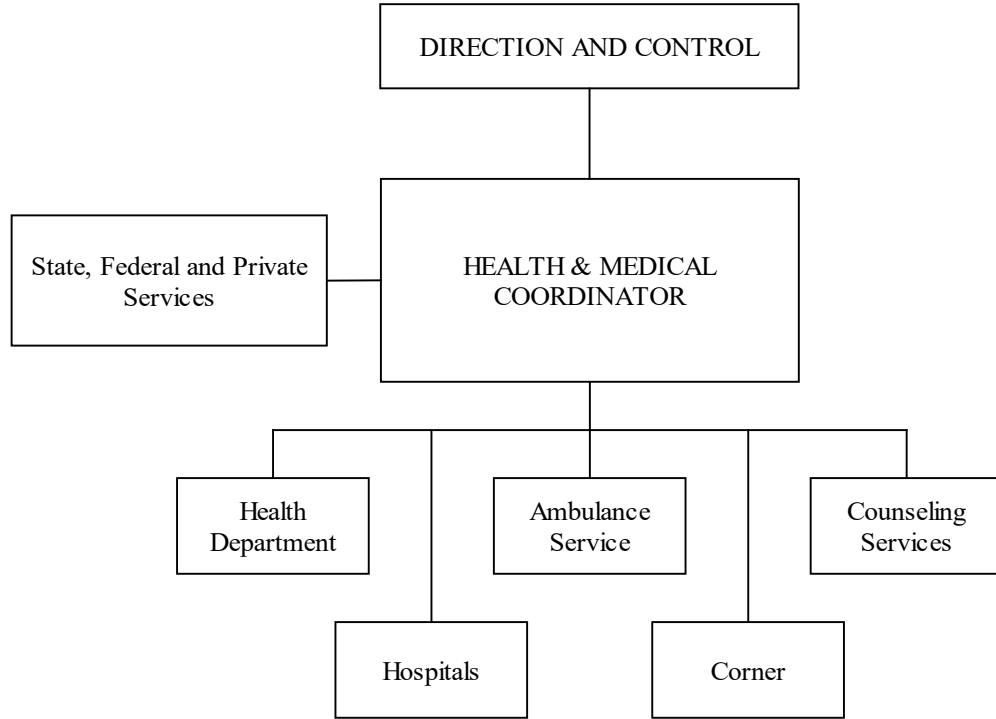 DIRECTION AND CONTROL
State, Federal and Private
Services
HEALTH & MEDICAL
COORDINATOR
Health
Department
Ambulance
Service
Counseling
Services
Hospitals
Corner